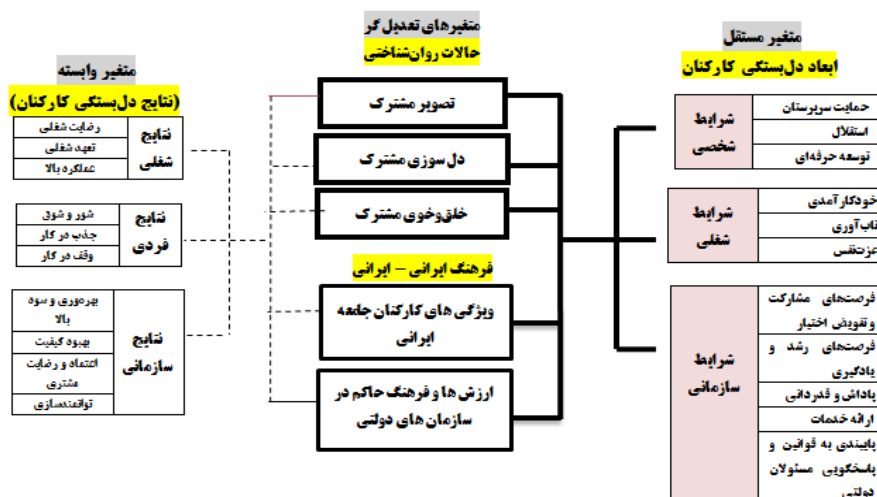 متغیر مستقل
ابعاد دل‌بستگی کارکنان
شرایط
شخصی
حمایت سرپرستان
استقلال
توسعه حرفه‌ای
شرایط
شغلی
خودکارآمدی
تاب‌آوری
عزت‌نفس
شرایط
سازمانی
فرصت‌های مشارکت
و تفویض اختیار
فرصت‌های رشد و
یادگیری
پاداش و قدردانی
ارائه خدمات
پایبندی به قوانین و
پاسخگویی مسئولان
دولتی
متغیرهای تعدیل گر
حالات روان‌شناختی
تصویر مشترک
دل سوزی مشترک
خلق‌وخوی مشترک
فرهنگ ایرانی – ایرانی
ویژگی های کارکنان جامعه
ایرانی
ارزش ها و فرهنگ حاکم در
سازمان های دولتی
متغیر وابسته
(نتایج دل‌بستگی کارکنان)
نتایج
شغلی
رضایت شغلی
تعهد شغلی
عملکرد بالا
نتایج
فردی
شور و شوق
جذب در کار
وقف در کار
نتایج
سازمانی
بهره‌وری و سود
بالا
بهبود کیفیت
اعتماد و رضایت
مشتری
توانمندسازی